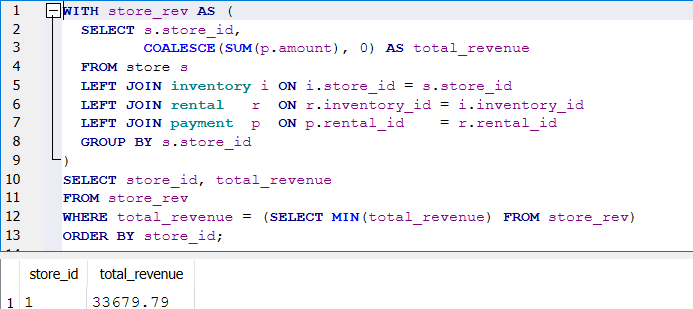 1 WITH store_rev AS (
2 SELECT s.store_id,
3 COALESCE(SUM(p.amount), 0) AS total_revenue
4 FROM store s
5 LEFT JOIN inventory i ON i.store_id = s.store_id
6 LEFT JOIN rental   r  ON r.inventory_id = i.inventory_id
7 LEFT JOIN payment  p  ON p.rental_id    = r.rental_id
8 GROUP BY s.store_id
9 )
10 SELECT store_id, total_revenue
11 FROM store_rev
12 WHERE total_revenue = (SELECT MIN(total_revenue) FROM store_rev)
13 ORDER BY store_id;
store_id total_revenue
1 1 33679.79